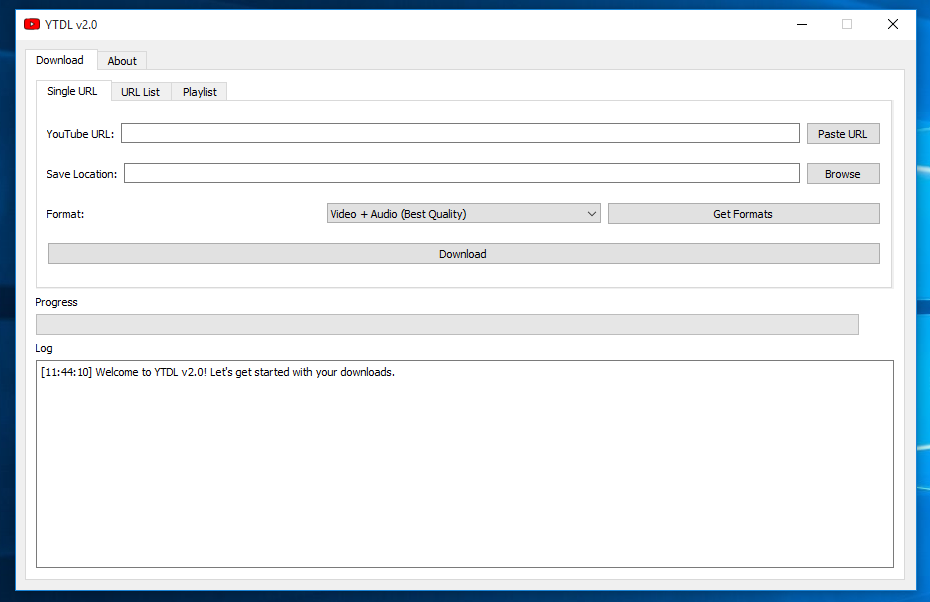 YTDL v2.0
Download About
Single URL URL List Playlist
YouTube URL: Paste URL
Save Location: Browse
Format: Video + Audio (Best Quality) Get Formats
Download
Progress
Log
[11:44:10] Welcome to YTDL v2.0! Let's get started with your downloads.